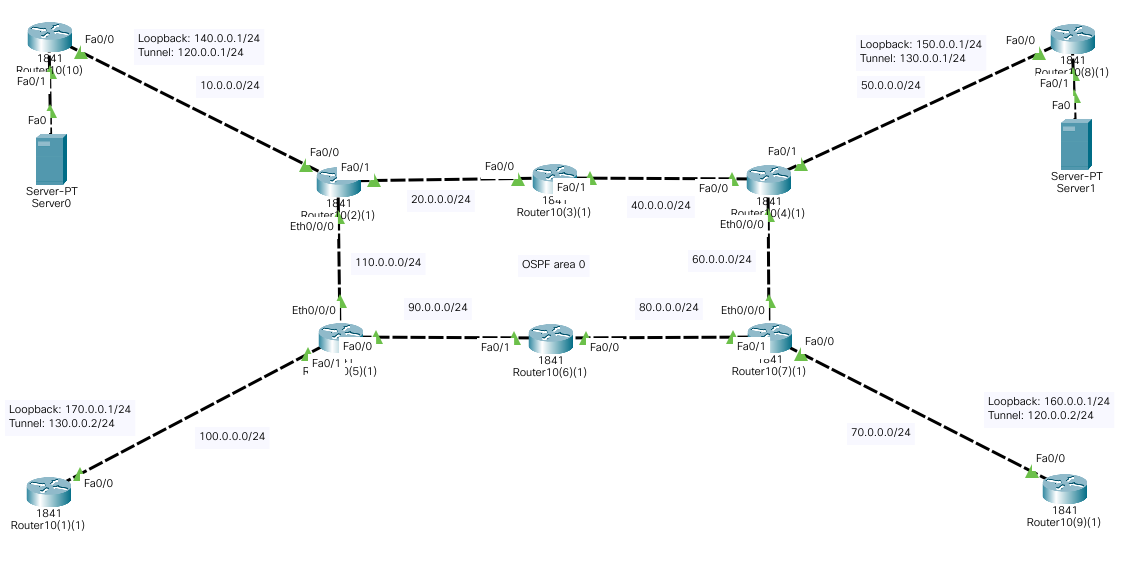 Fa0/0
Loopback: 140.0.0.1/24
Tunnel: 120.0.0.1/24
1841
Router10(10)
Fa0/1
10.0.0.0/24
Fa0
Server-PT
Server0
Loopback: 150.0.0.1/24
Tunnel: 130.0.0.1/24
Fa0/0
1841
Router10(8)(1)
Fa0/1
50.0.0.0/24
Fa0
Server-PT
Server1
Fa0/0
Fa0/1
1841
Router10(2)(1)
Eth0/0/0
20.0.0.0/24
Fa0/0
Fa0/1
1841
Router10(3)(1)
40.0.0.0/24
Fa0/1
Fa0/0
1841
Router10(4)(1)
Eth0/0/0
110.0.0.0/24
OSPF area 0
60.0.0.0/24
Eth0/0/0
90.0.0.0/24
80.0.0.0/24
Eth0/0/0
Fa0/0
Fa0/1
(5)(1)
Fa0/1
Fa0/0
1841
Router10(6)(1)
Fa0/1
Fa0/0
1841
Router10(7)(1)
Loopback: 170.0.0.1/24
Tunnel: 130.0.0.2/24
100.0.0.0/24
Fa0/0
1841
Router10(1)(1)
70.0.0.0/24
Loopback: 160.0.0.1/24
Tunnel: 120.0.0.2/24
Fa0/0
1841
Router10(9)(1)